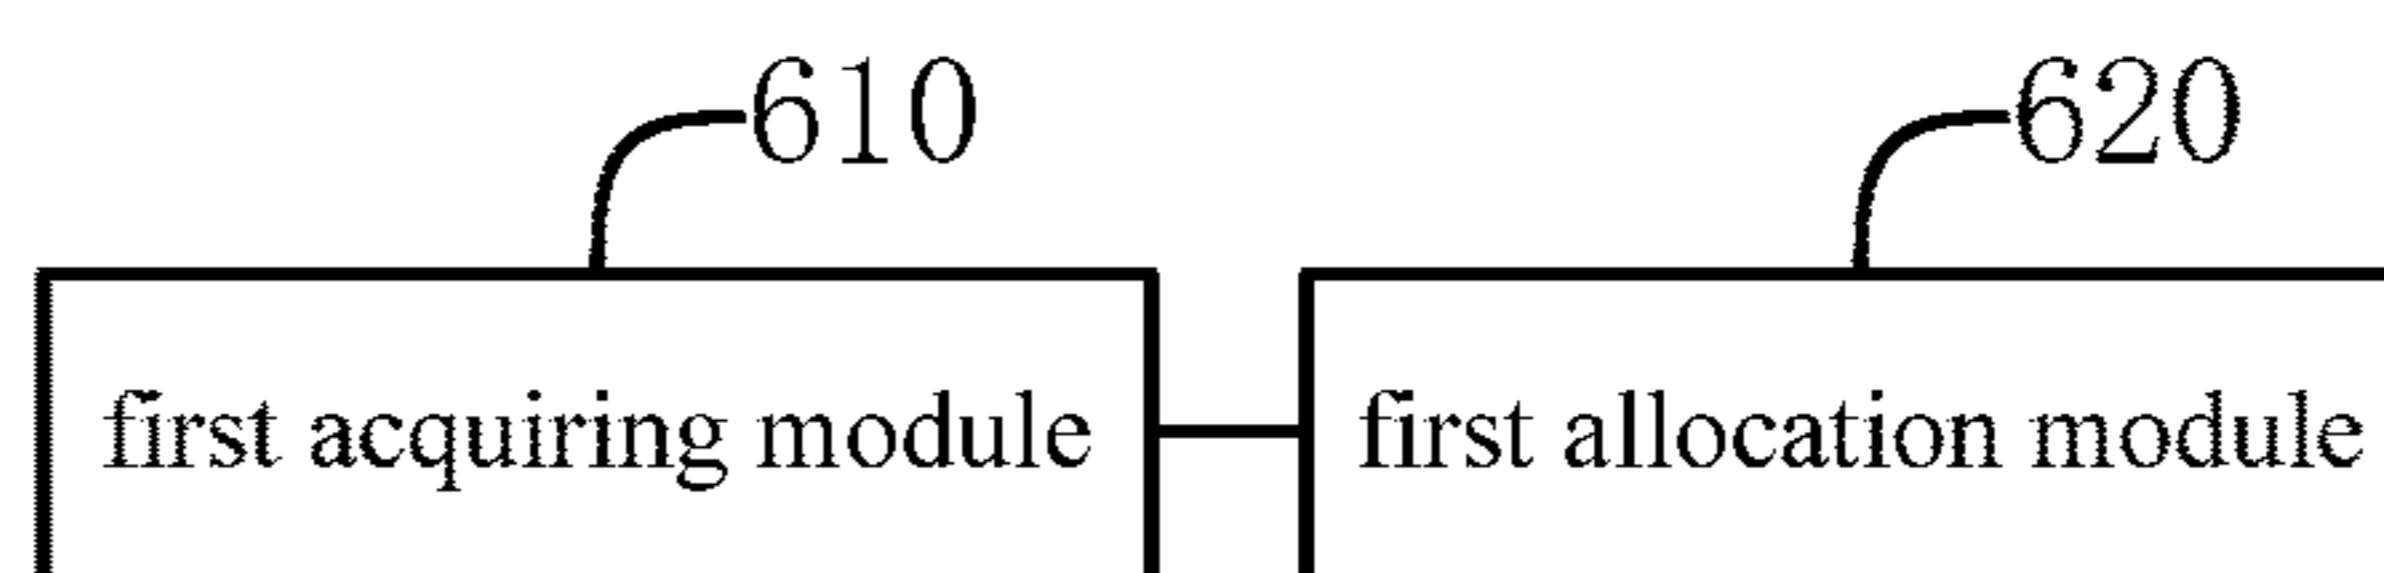 610
620
first acquiring module
first allocation module